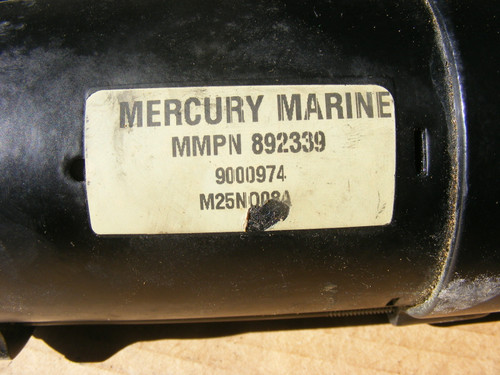 MERCURY MARINE
MMPN 892339
9000974
M25N008A